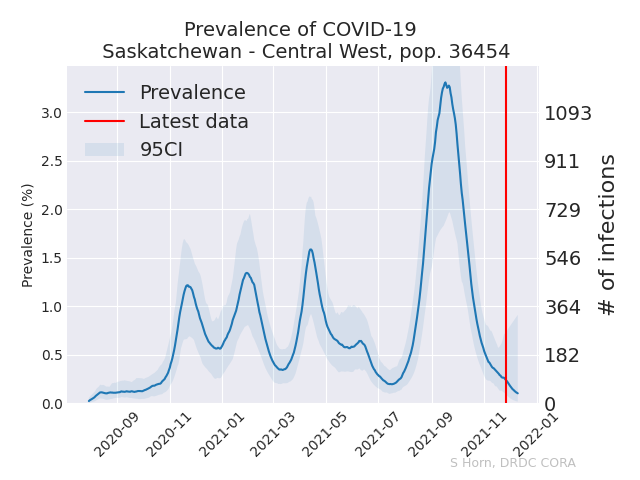 Prevalence of COVID-19
Saskatchewan - Central West, pop. 36454
Prevalence
Latest data
95CI
Prevalence (%)
3.0
2.5
2.0
1.5
1.0
0.5
0.0
1093
911
729
546
364
182
0
# of infections
2020-09
2020-11
2021-01
2021-03
2021-05
2021-07
2021-09
2021-11
2022-01
S Horn, DRDC CORA